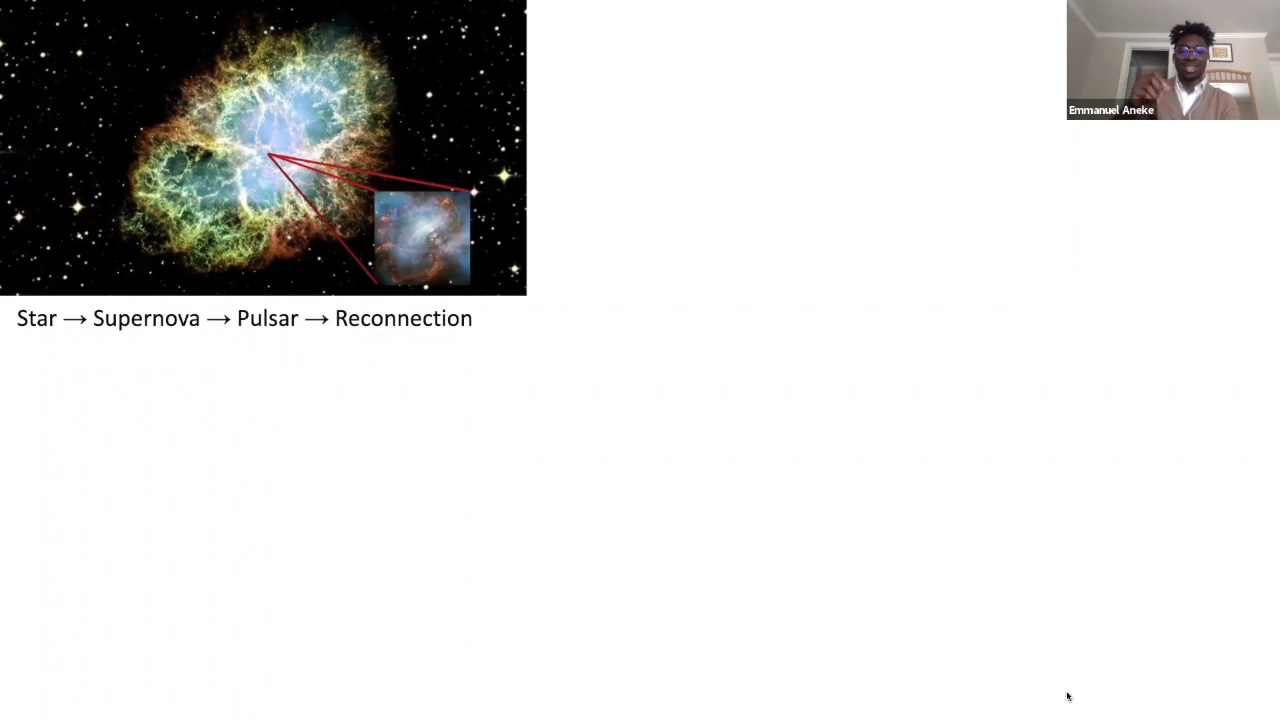 Emmanuel Aneke
Star → Supernova → Pulsar → Reconnection